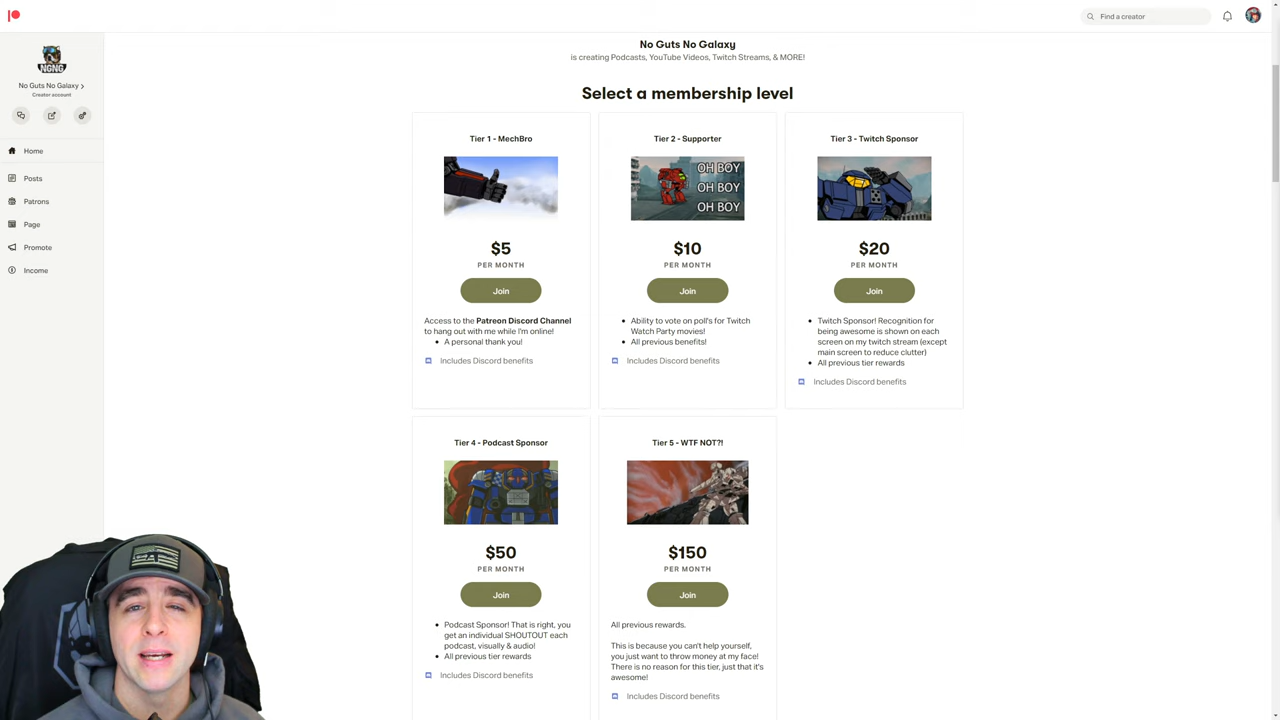 Find a creator
No Guts No Galaxy
is creating Podcasts, YouTube Videos, Twitch Streams, & MORE!
NGNG
No Guts No Galaxy
Creator account
Home
Posts
Patrons
Page
Promote
Income
Select a membership level
Tier 1 - MechBro
$5
PER MONTH
Join
Access to the Patreon Discord Channel
to hang out with me while I'm online!
A personal thank you!
Includes Discord benefits
Tier 2 - Supporter
OH BOY
OH BOY
OH BOY
$10
PER MONTH
Join
Ability to vote on poll's for Twitch
Watch Party movies!
All previous benefits!
Includes Discord benefits
Tier 3 - Twitch Sponsor
$20
PER MONTH
Join
Twitch Sponsor! Recognition for
being awesome is shown on each
screen on my twitch stream (except
main screen to reduce clutter)
All previous tier rewards
Includes Discord benefits
Tier 4 - Podcast Sponsor
$50
PER MONTH
Join
Podcast Sponsor! That is right, you
get an individual SHOUTOUT each
podcast, visually & audio!
All previous tier rewards
Includes Discord benefits
Tier 5 - WTF NOT?!
$150
PER MONTH
Join
All previous rewards.
This is because you can't help yourself,
you just want to throw money at my face!
There is no reason for this tier, just that it's
awesome!
Includes Discord benefits